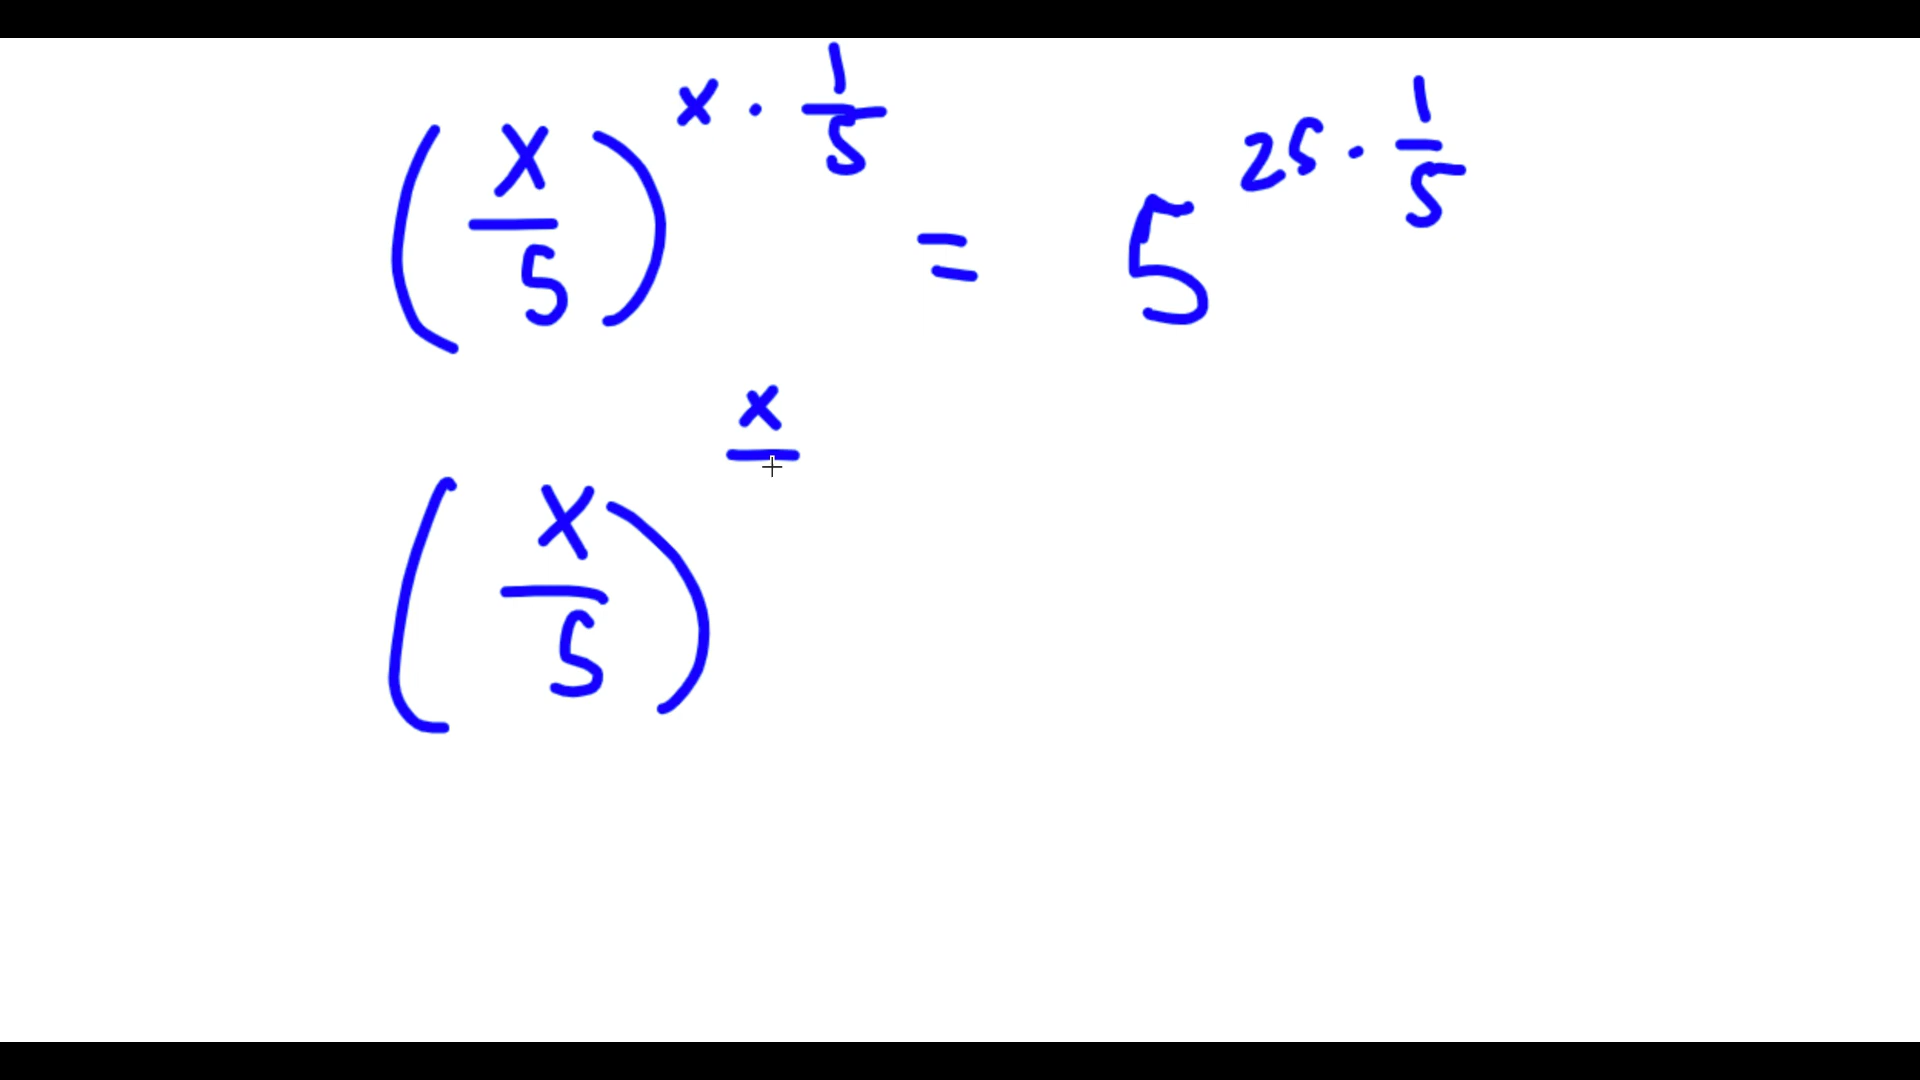 (x/5)^(x · 1/5) = 5^(25 · 1/5)
(x/5)^(x/